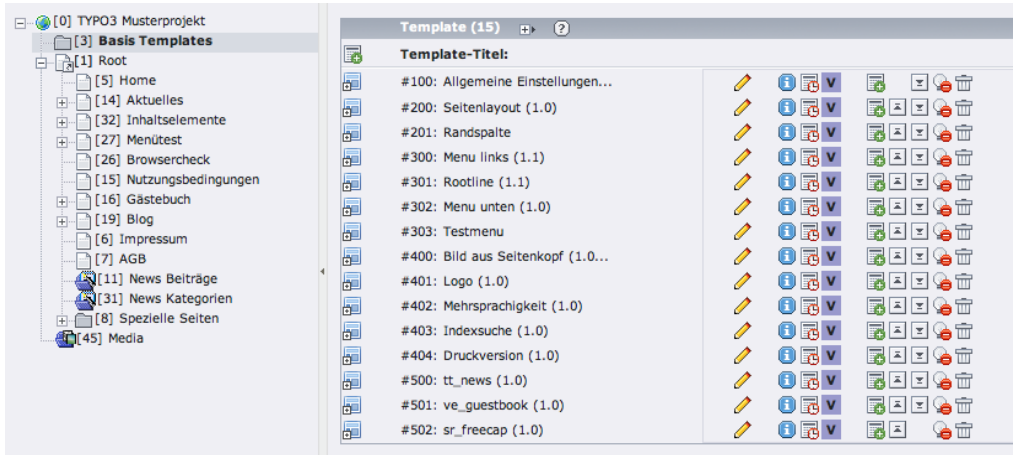 [0] TYPO3 Musterprojekt
[3] Basis Templates
[1] Root
[5] Home
[14] Aktuelles
[32] Inhaltselemente
[27] Menütest
[26] Browsercheck
[15] Nutzungsbedingungen
[16] Gästebuch
[19] Blog
[6] Impressum
[7] AGB
[11] News Beiträge
[31] News Kategorien
[8] Spezielle Seiten
[45] Media
Template (15)
Template-Titel:
#100: Allgemeine Einstellungen...
#200: Seitenlayout (1.0)
#201: Randspalte
#300: Menu links (1.1)
#301: Rootline (1.1)
#302: Menu unten (1.0)
#303: Testmenu
#400: Bild aus Seitenkopf (1.0...
#401: Logo (1.0)
#402: Mehrsprachigkeit (1.0)
#403: Indexsuche (1.0)
#404: Druckversion (1.0)
#500: tt_news (1.0)
#501: ve_guestbook (1.0)
#502: sr_freecap (1.0)